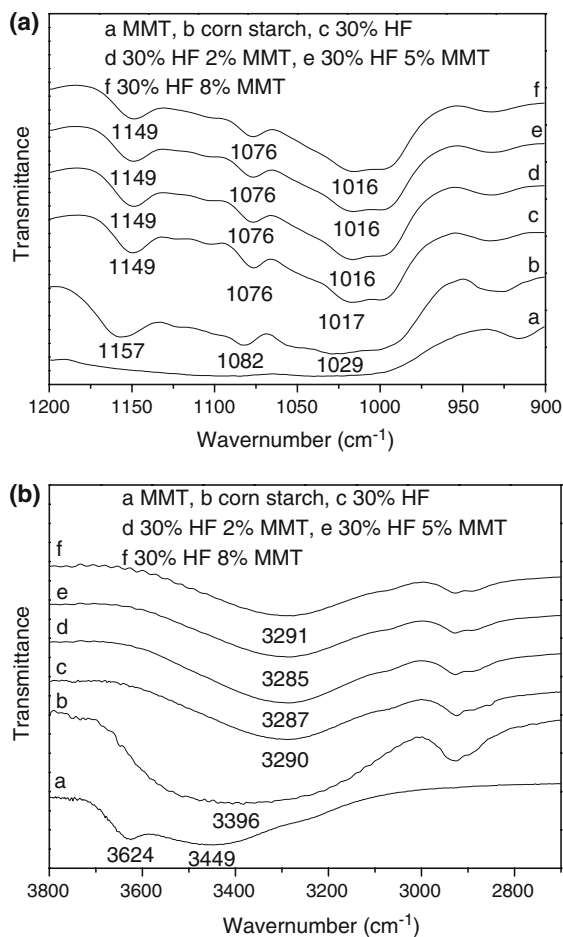 (a)
a MMT, b corn starch, c 30% HF
d 30% HF 2% MMT, e 30% HF 5% MMT
f 30% HF 8% MMT
f
1149
1076
1016
e
1149
1076
1016
d
1149
1076
1016
c
1149
1076
1017
b
1157
1082
1029
a
Transmittance
1200 1150 1100 1050 1000 950 900
Wavernumber (cm-1)
(b)
a MMT, b corn starch, c 30% HF
d 30% HF 2% MMT, e 30% HF 5% MMT
f 30% HF 8% MMT
f
3291
e
3285
d
3287
c
3290
b
3396
a
3624 3449
Transmittance
3800 3600 3400 3200 3000 2800
Wavernumber (cm-1)